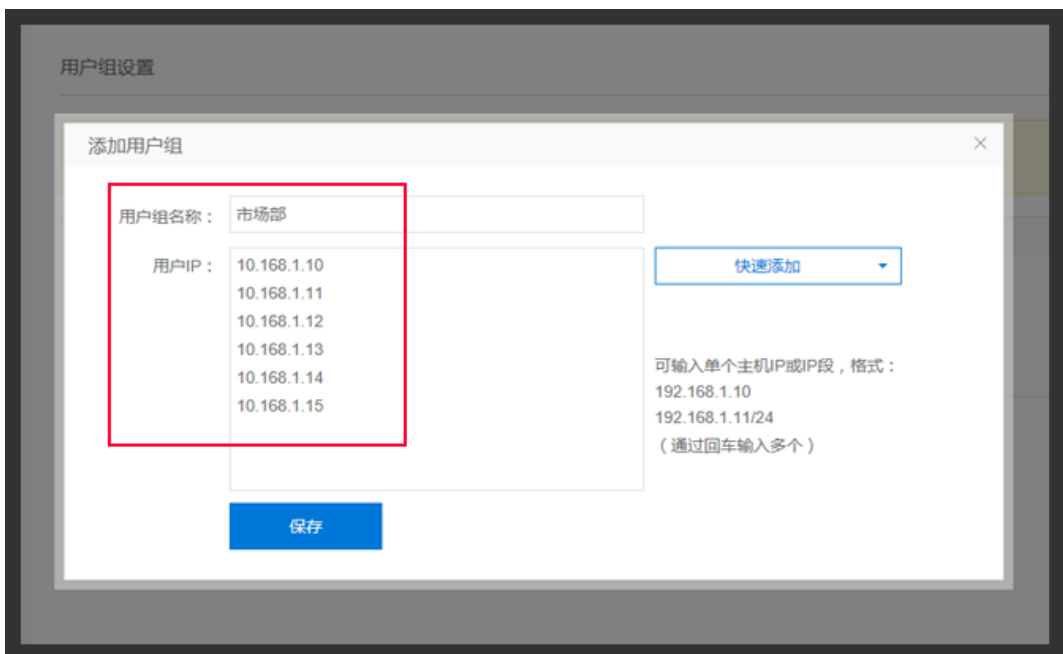 用户组设置
添加用户组
用户组名称：
市场部
用户IP：
10.168.1.10
10.168.1.11
10.168.1.12
10.168.1.13
10.168.1.14
10.168.1.15
快速添加
可输入单个主机IP或IP段，格式：
192.168.1.10
192.168.1.11/24
（通过回车输入多个）
保存